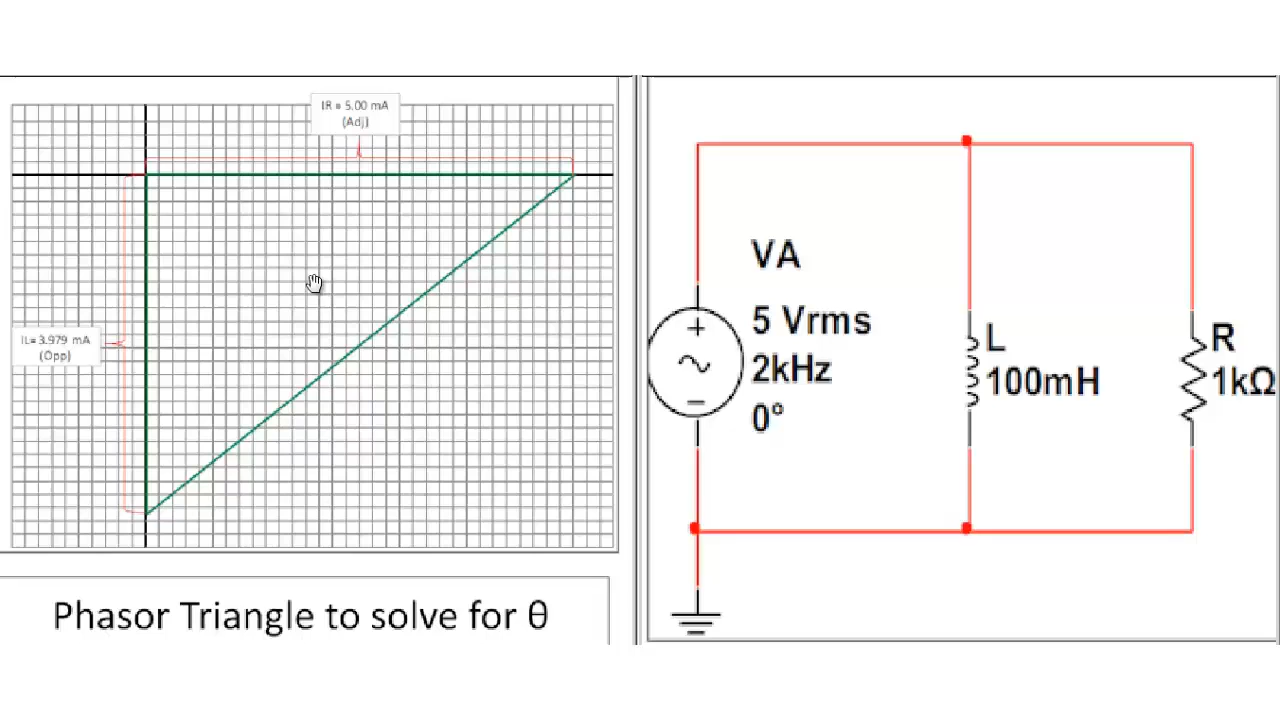 IR = 5.00 mA
(Adj)
IL= 3.979 mA
(Opp)
Phasor Triangle to solve for θ
VA
5 Vrms
2kHz
0°
L
100mH
R
1kΩ